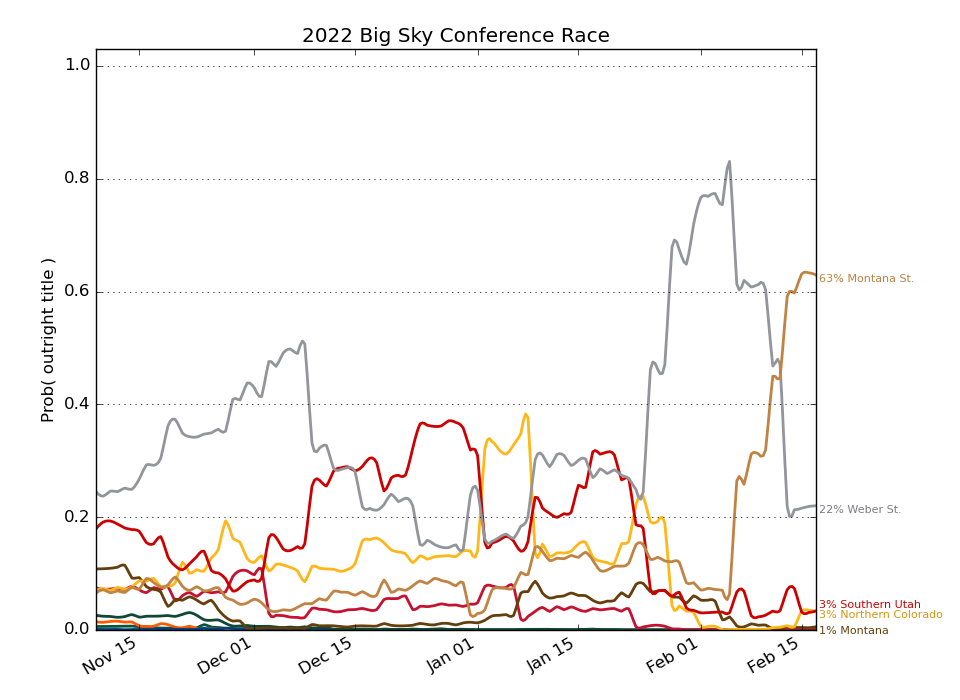 2022 Big Sky Conference Race
1.0
0.8
0.6
0.4
0.2
0.0
Prob( outright title )
63% Montana St.
22% Weber St.
3% Southern Utah
3% Northern Colorado
1% Montana
Nov 15
Dec 01
Dec 15
Jan 01
Jan 15
Feb 01
Feb 15